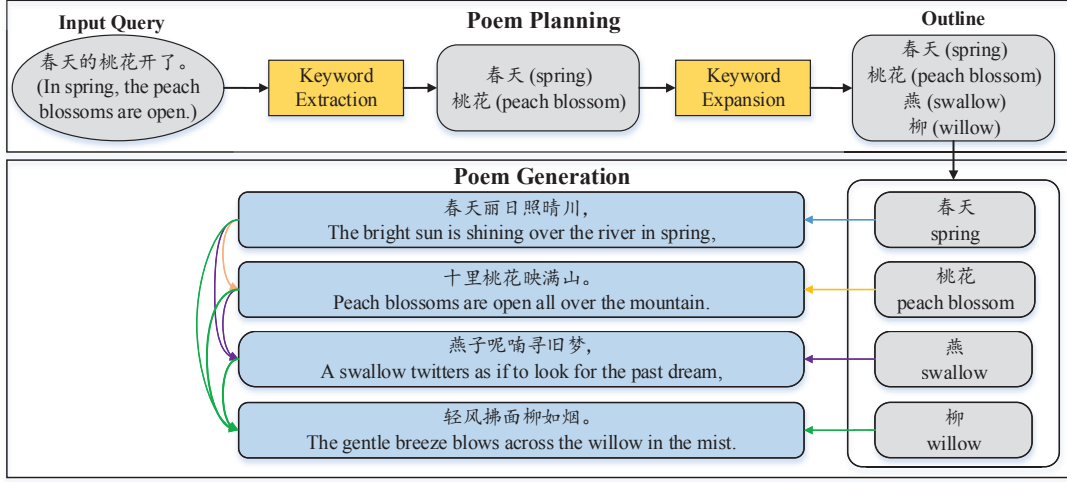 Poem Planning
Input Query
春天的桃花开了。
(In spring, the peach
blossoms are open.)
Keyword
Extraction
春天 (spring)
桃花 (peach blossom)
Keyword
Expansion
Outline
春天 (spring)
桃花 (peach blossom)
燕 (swallow)
柳 (willow)
Poem Generation
春天丽日照晴川，
The bright sun is shining over the river in spring,
春天
spring
十里桃花映满山。
Peach blossoms are open all over the mountain.
桃花
peach blossom
燕子呢喃寻旧梦，
A swallow twitters as if to look for the past dream,
燕
swallow
轻风拂面柳如烟。
The gentle breeze blows across the willow in the mist.
柳
willow